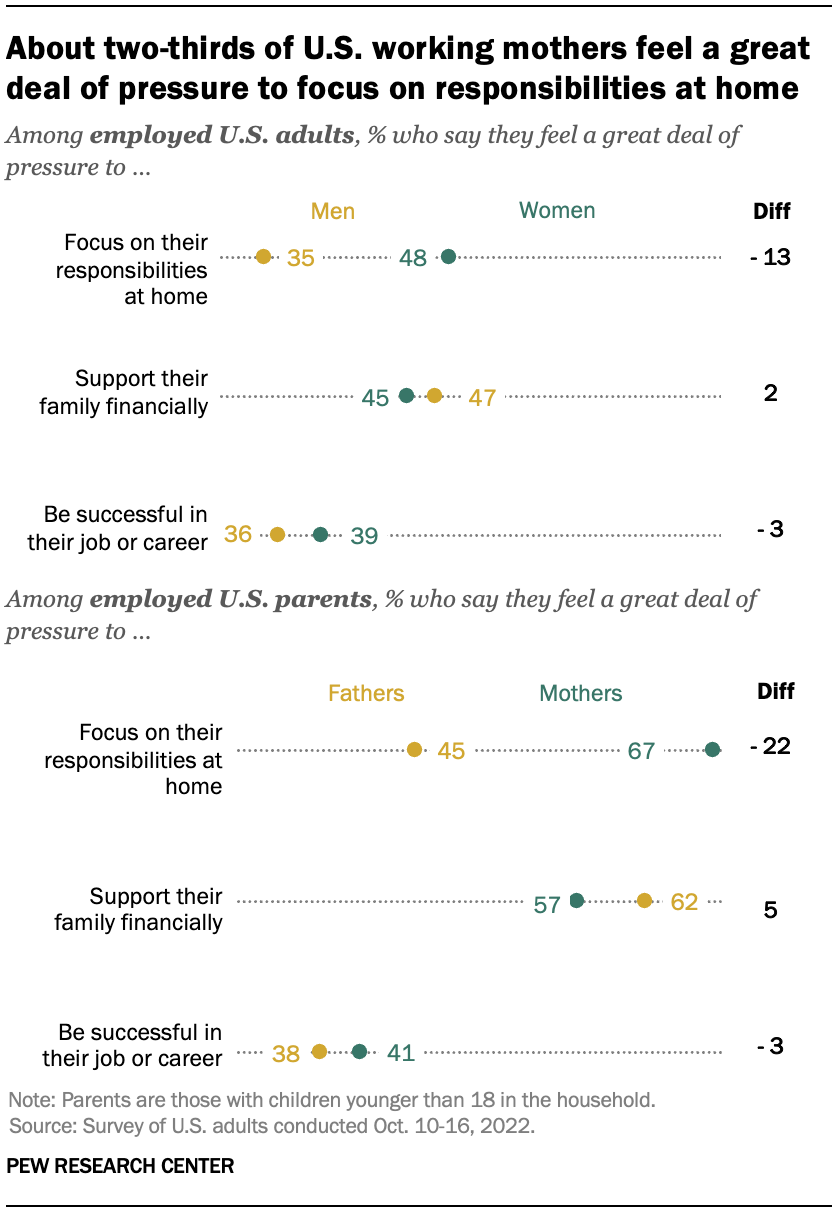 About two-thirds of U.S. working mothers feel a great
deal of pressure to focus on responsibilities at home
Among employed U.S. adults, % who say they feel a great deal of
pressure to ...
Men Women Diff
Focus on their
responsibilities
at home
35 48 - 13
Support their
family financially
45 47 2
Be successful in
their job or career
36 39 - 3
Among employed U.S. parents, % who say they feel a great deal of
pressure to ...
Fathers Mothers Diff
Focus on their
responsibilities at
home
45 67 - 22
Support their
family financially
57 62 5
Be successful in
their job or career
38 41 - 3
Note: Parents are those with children younger than 18 in the household.
Source: Survey of U.S. adults conducted Oct. 10-16, 2022.
PEW RESEARCH CENTER